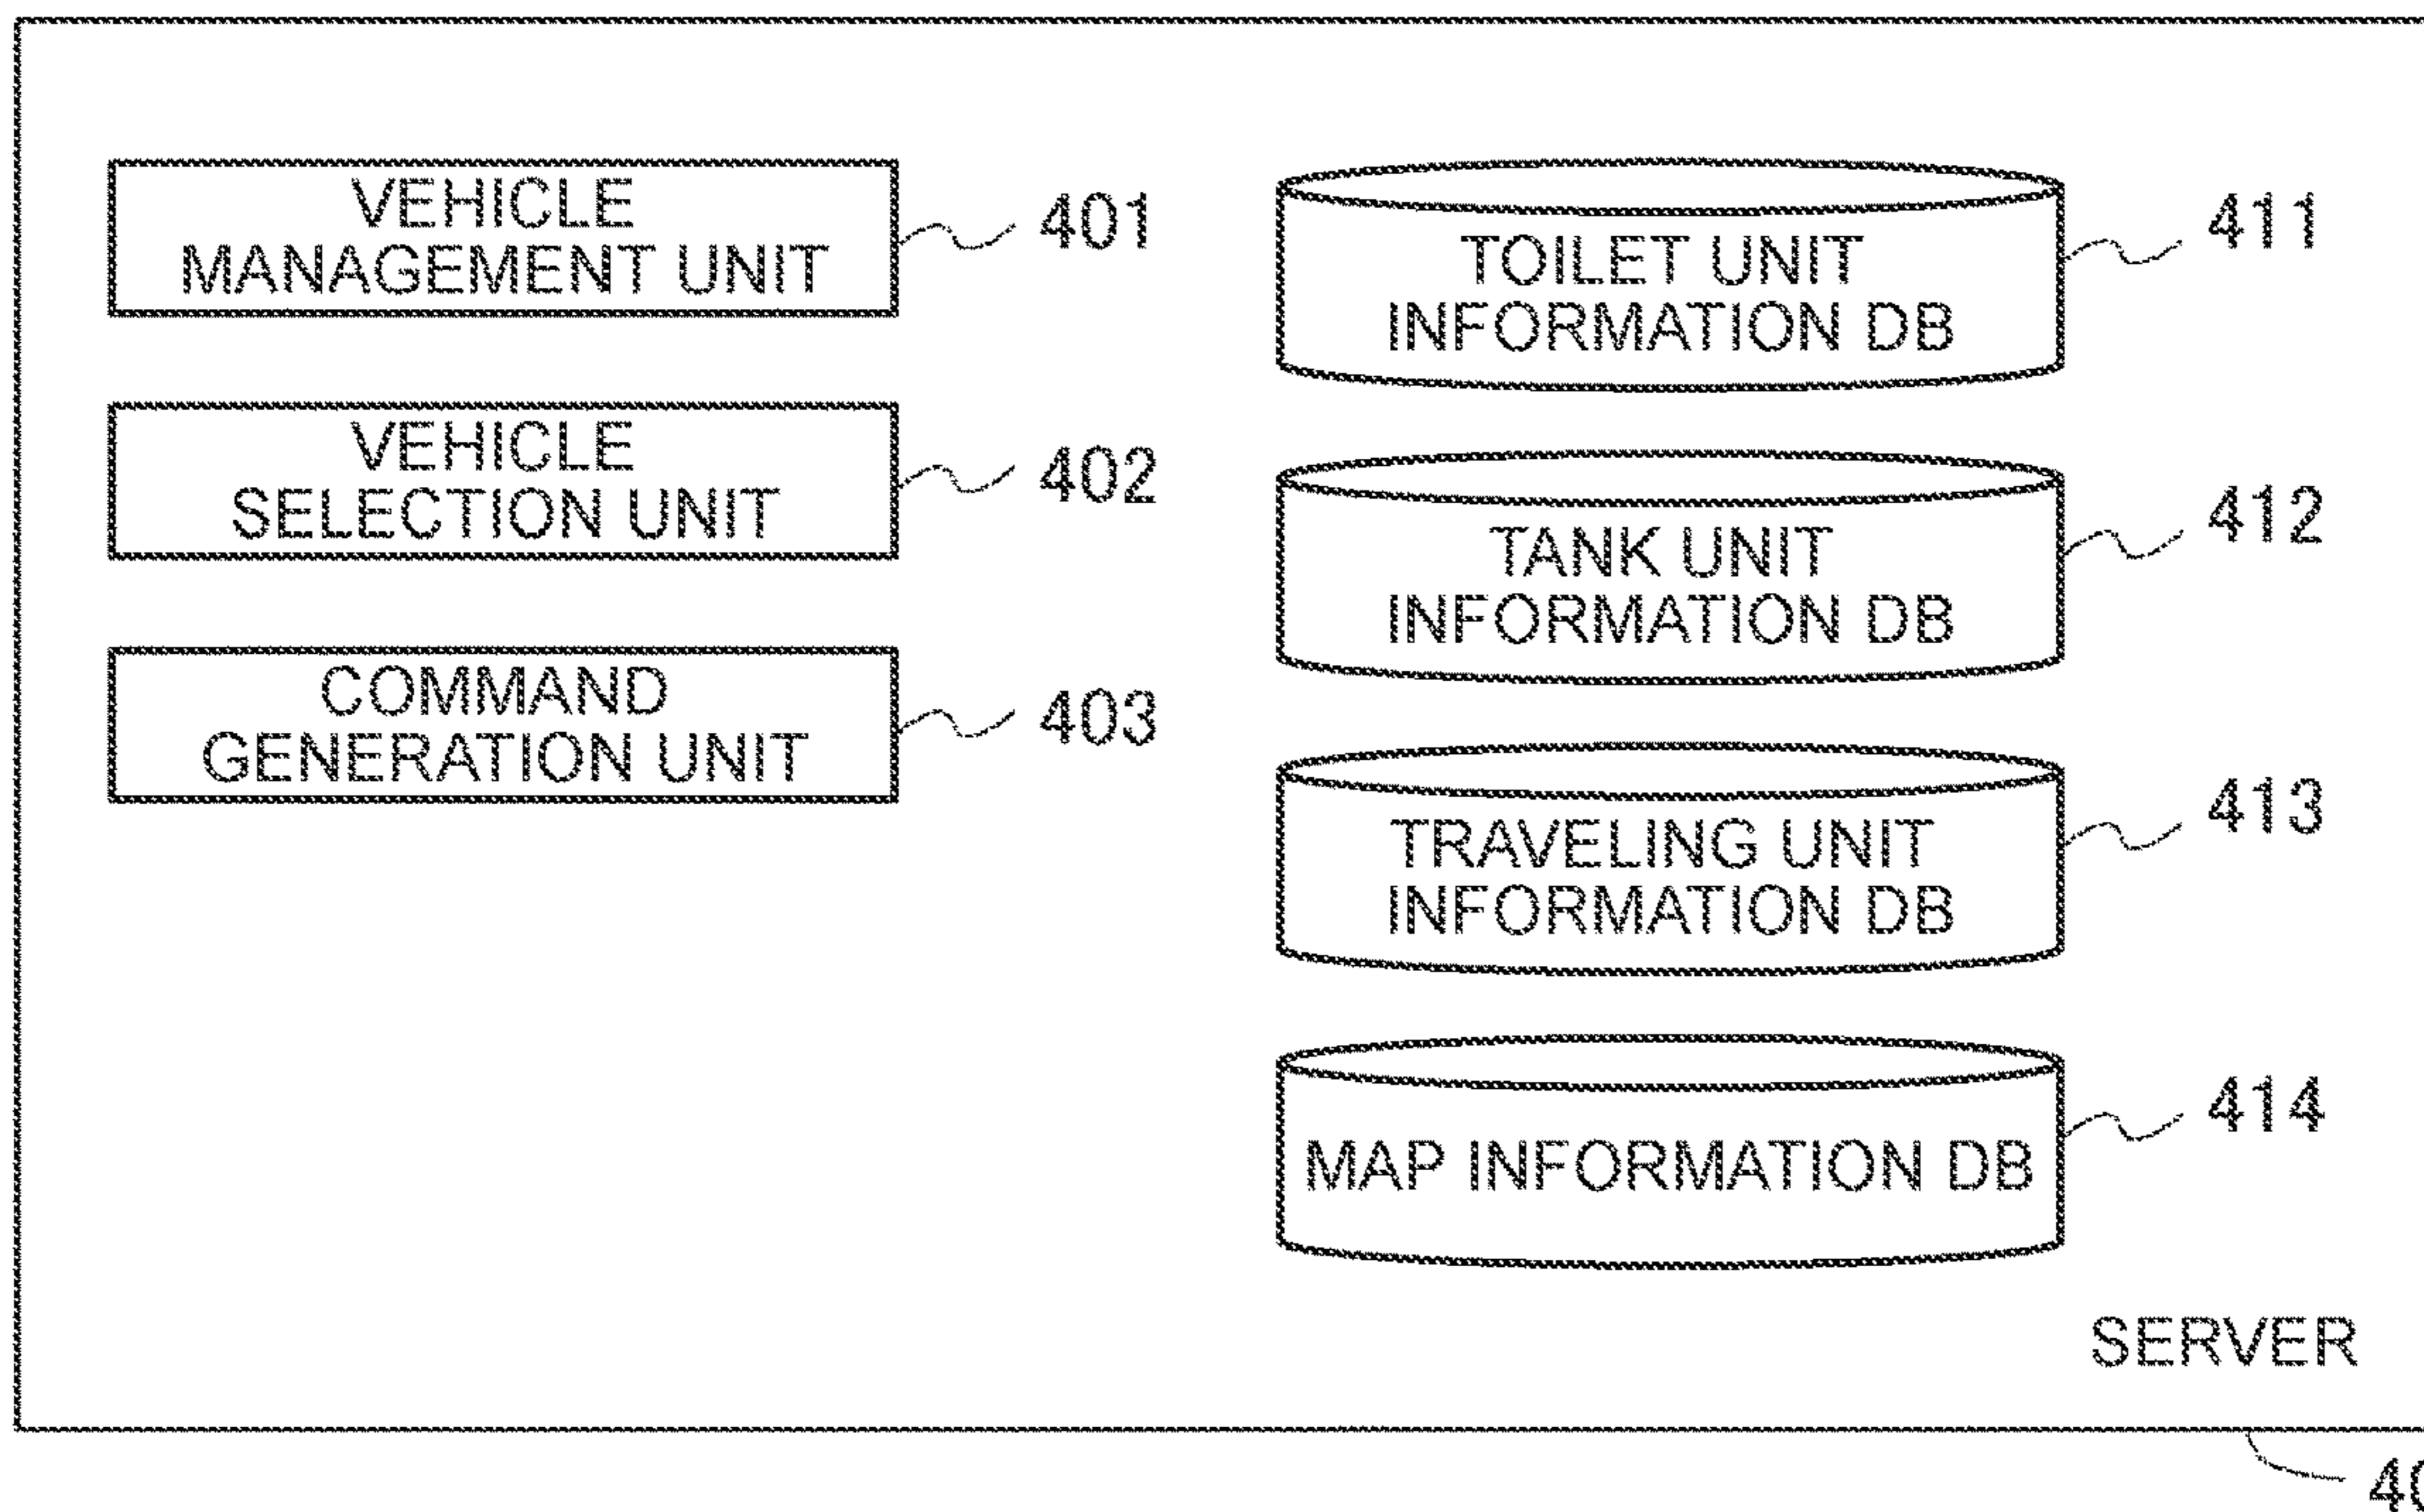 VEHICLE
MANAGEMENT UNIT
401
VEHICLE
SELECTION UNIT
402
COMMAND
GENERATION UNIT
403
TOILET UNIT
INFORMATION DB
411
TANK UNIT
INFORMATION DB
412
TRAVELING UNIT
INFORMATION DB
413
MAP INFORMATION DB
414
SERVER